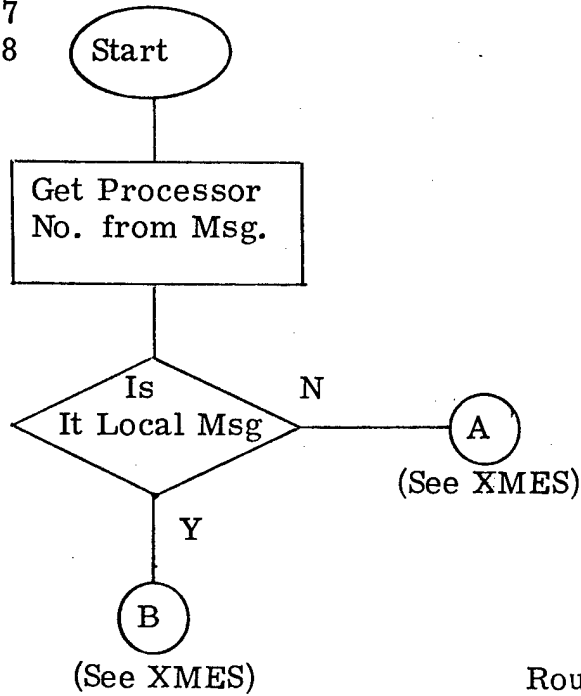 7
8
Start
Get Processor
No. from Msg.
Is
It Local Msg
N
A
(See XMES)
Y
B
(See XMES)
Rou